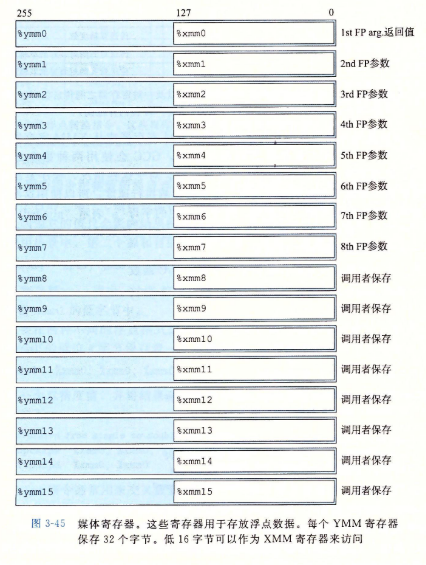 255 127 0
%ymm0 %xmm0 1st FP arg.返回值
%ymm1 %xmm1 2nd FP参数
%ymm2 %xmm2 3rd FP参数
%ymm3 %xmm3 4th FP参数
%ymm4 %xmm4 5th FP参数
%ymm5 %xmm5 6th FP参数
%ymm6 %xmm6 7th FP参数
%ymm7 %xmm7 8th FP参数
%ymm8 %xmm8 调用者保存
%ymm9 %xmm9 调用者保存
%ymm10 %xmm10 调用者保存
%ymm11 %xmm11 调用者保存
%ymm12 %xmm12 调用者保存
%ymm13 %xmm13 调用者保存
%ymm14 %xmm14 调用者保存
%ymm15 %xmm15 调用者保存
图 3-45 媒体寄存器。这些寄存器用于存放浮点数据。每个 YMM 寄存器
保存 32 个字节。低 16 字节可以作为 XMM 寄存器来访问